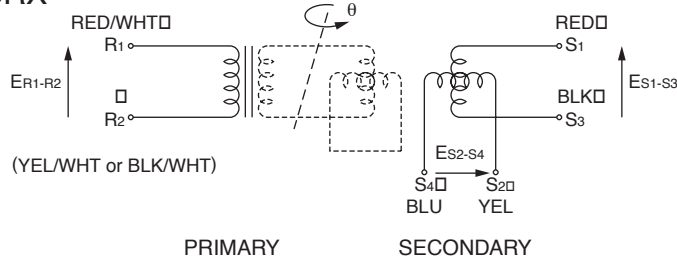 RED/WHT
R1
ER1-R2
R2
(YEL/WHT or BLK/WHT)
θ
RED
S1
ES1-S3
BLK
S3
ES2-S4
S4 S2
BLU YEL
PRIMARY SECONDARY